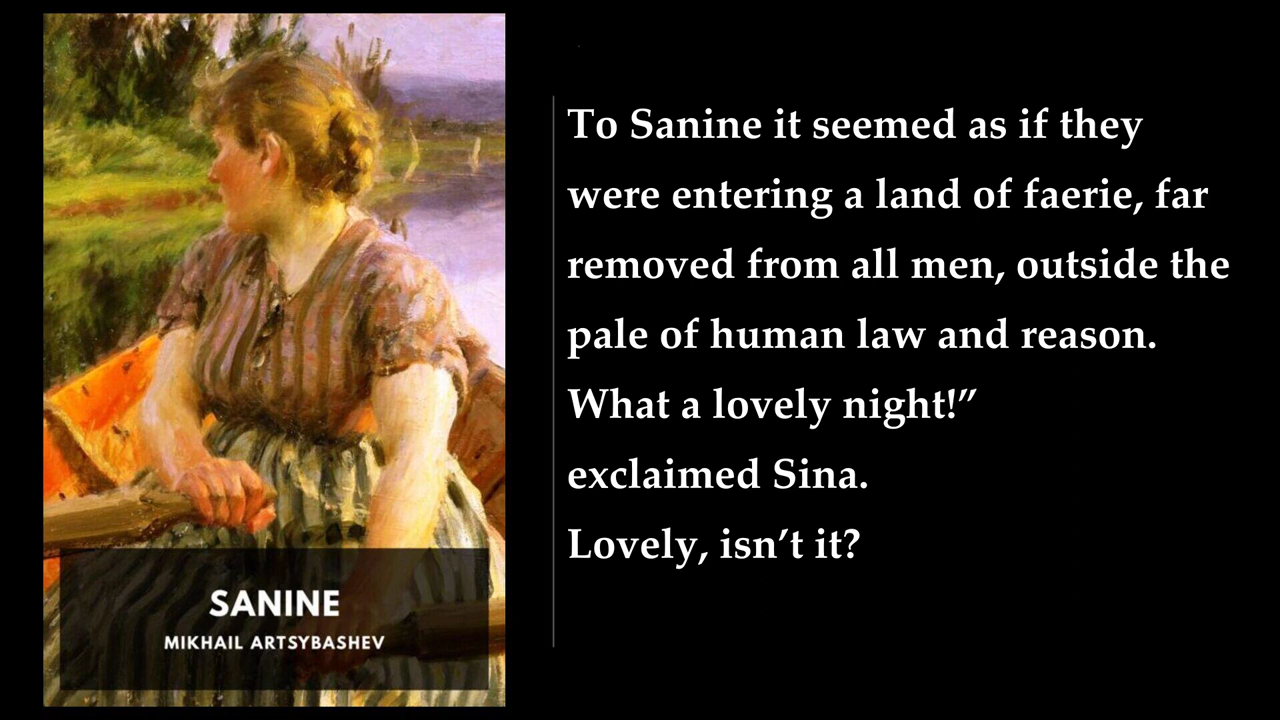 SANINE
MIKHAIL ARTSYBASHEV
To Sanine it seemed as if they
were entering a land of faerie, far
removed from all men, outside the
pale of human law and reason.
What a lovely night!”
exclaimed Sina.
Lovely, isn’t it?